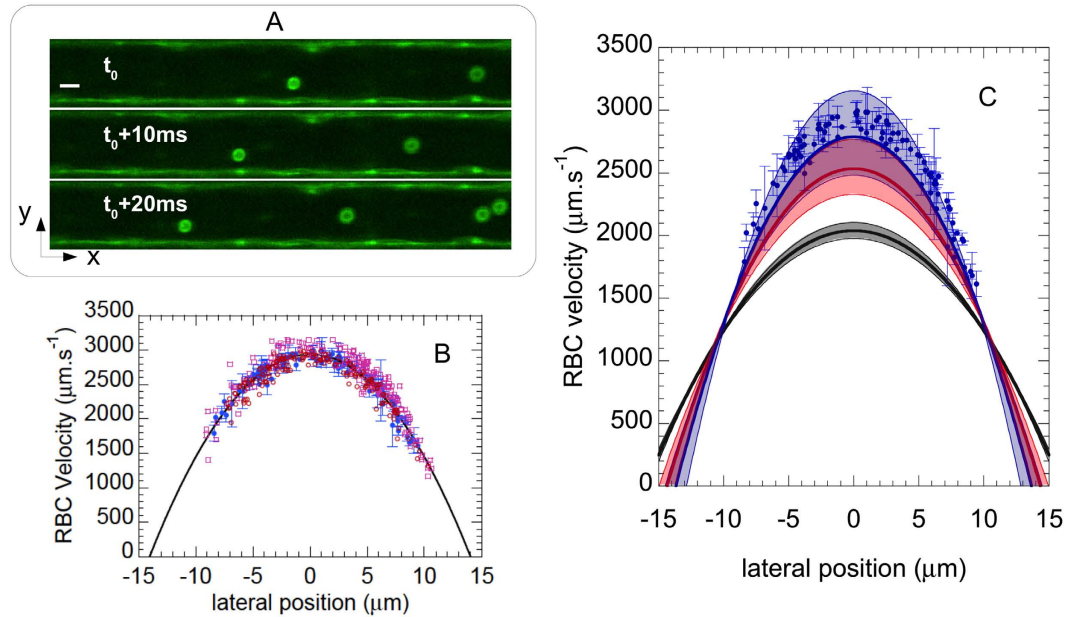 A
t₀
t₀+10ms
t₀+20ms
y
x
B
RBC Velocity (μm.s⁻¹)
3500
3000
2500
2000
1500
1000
500
0
-15 -10 -5 0 5 10 15
lateral position (μm)
C
RBC velocity (μm.s⁻¹)
3500
3000
2500
2000
1500
1000
500
0
-15 -10 -5 0 5 10 15
lateral position (μm)